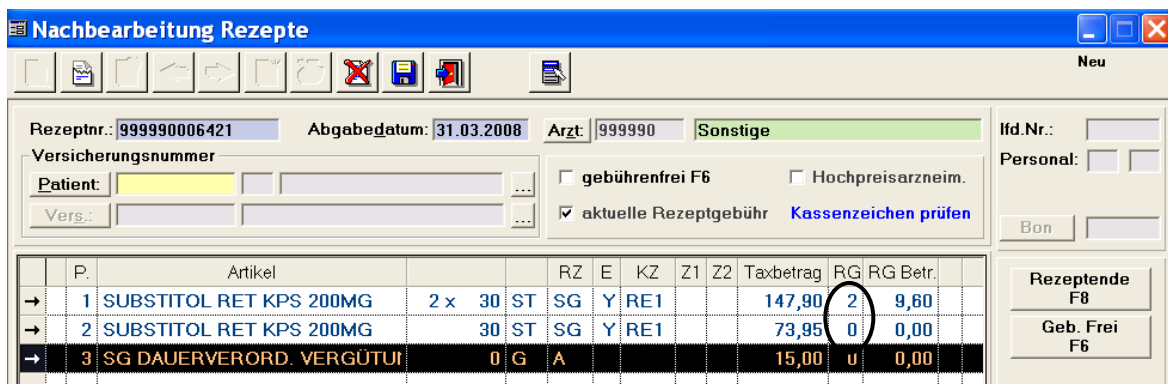 Nachbearbeitung Rezepte
Neu
Rezeptnr.: 999990006421 Abgabedatum: 31.03.2008 Arzt: 999990 Sonstige
lfd.Nr.:
Versicherungsnummer
Personal:
Patient: ...
gebührenfrei F6 Hochpreisarzneim.
Vers.: ...
aktuelle Rezeptgebühr Kassenzeichen prüfen
Bon
P. Artikel RZ E KZ Z1 Z2 Taxbetrag RG RG Betr.
1 SUBSTITOL RET KPS 200MG 2 x 30 ST SG Y RE1 147,90 2 9,60
2 SUBSTITOL RET KPS 200MG 30 ST SG Y RE1 73,95 0 0,00
3 SG DAUERVERORD. VERGÜTUI 0 G A 15,00 u 0,00
Rezeptende
F8
Geb. Frei
F6